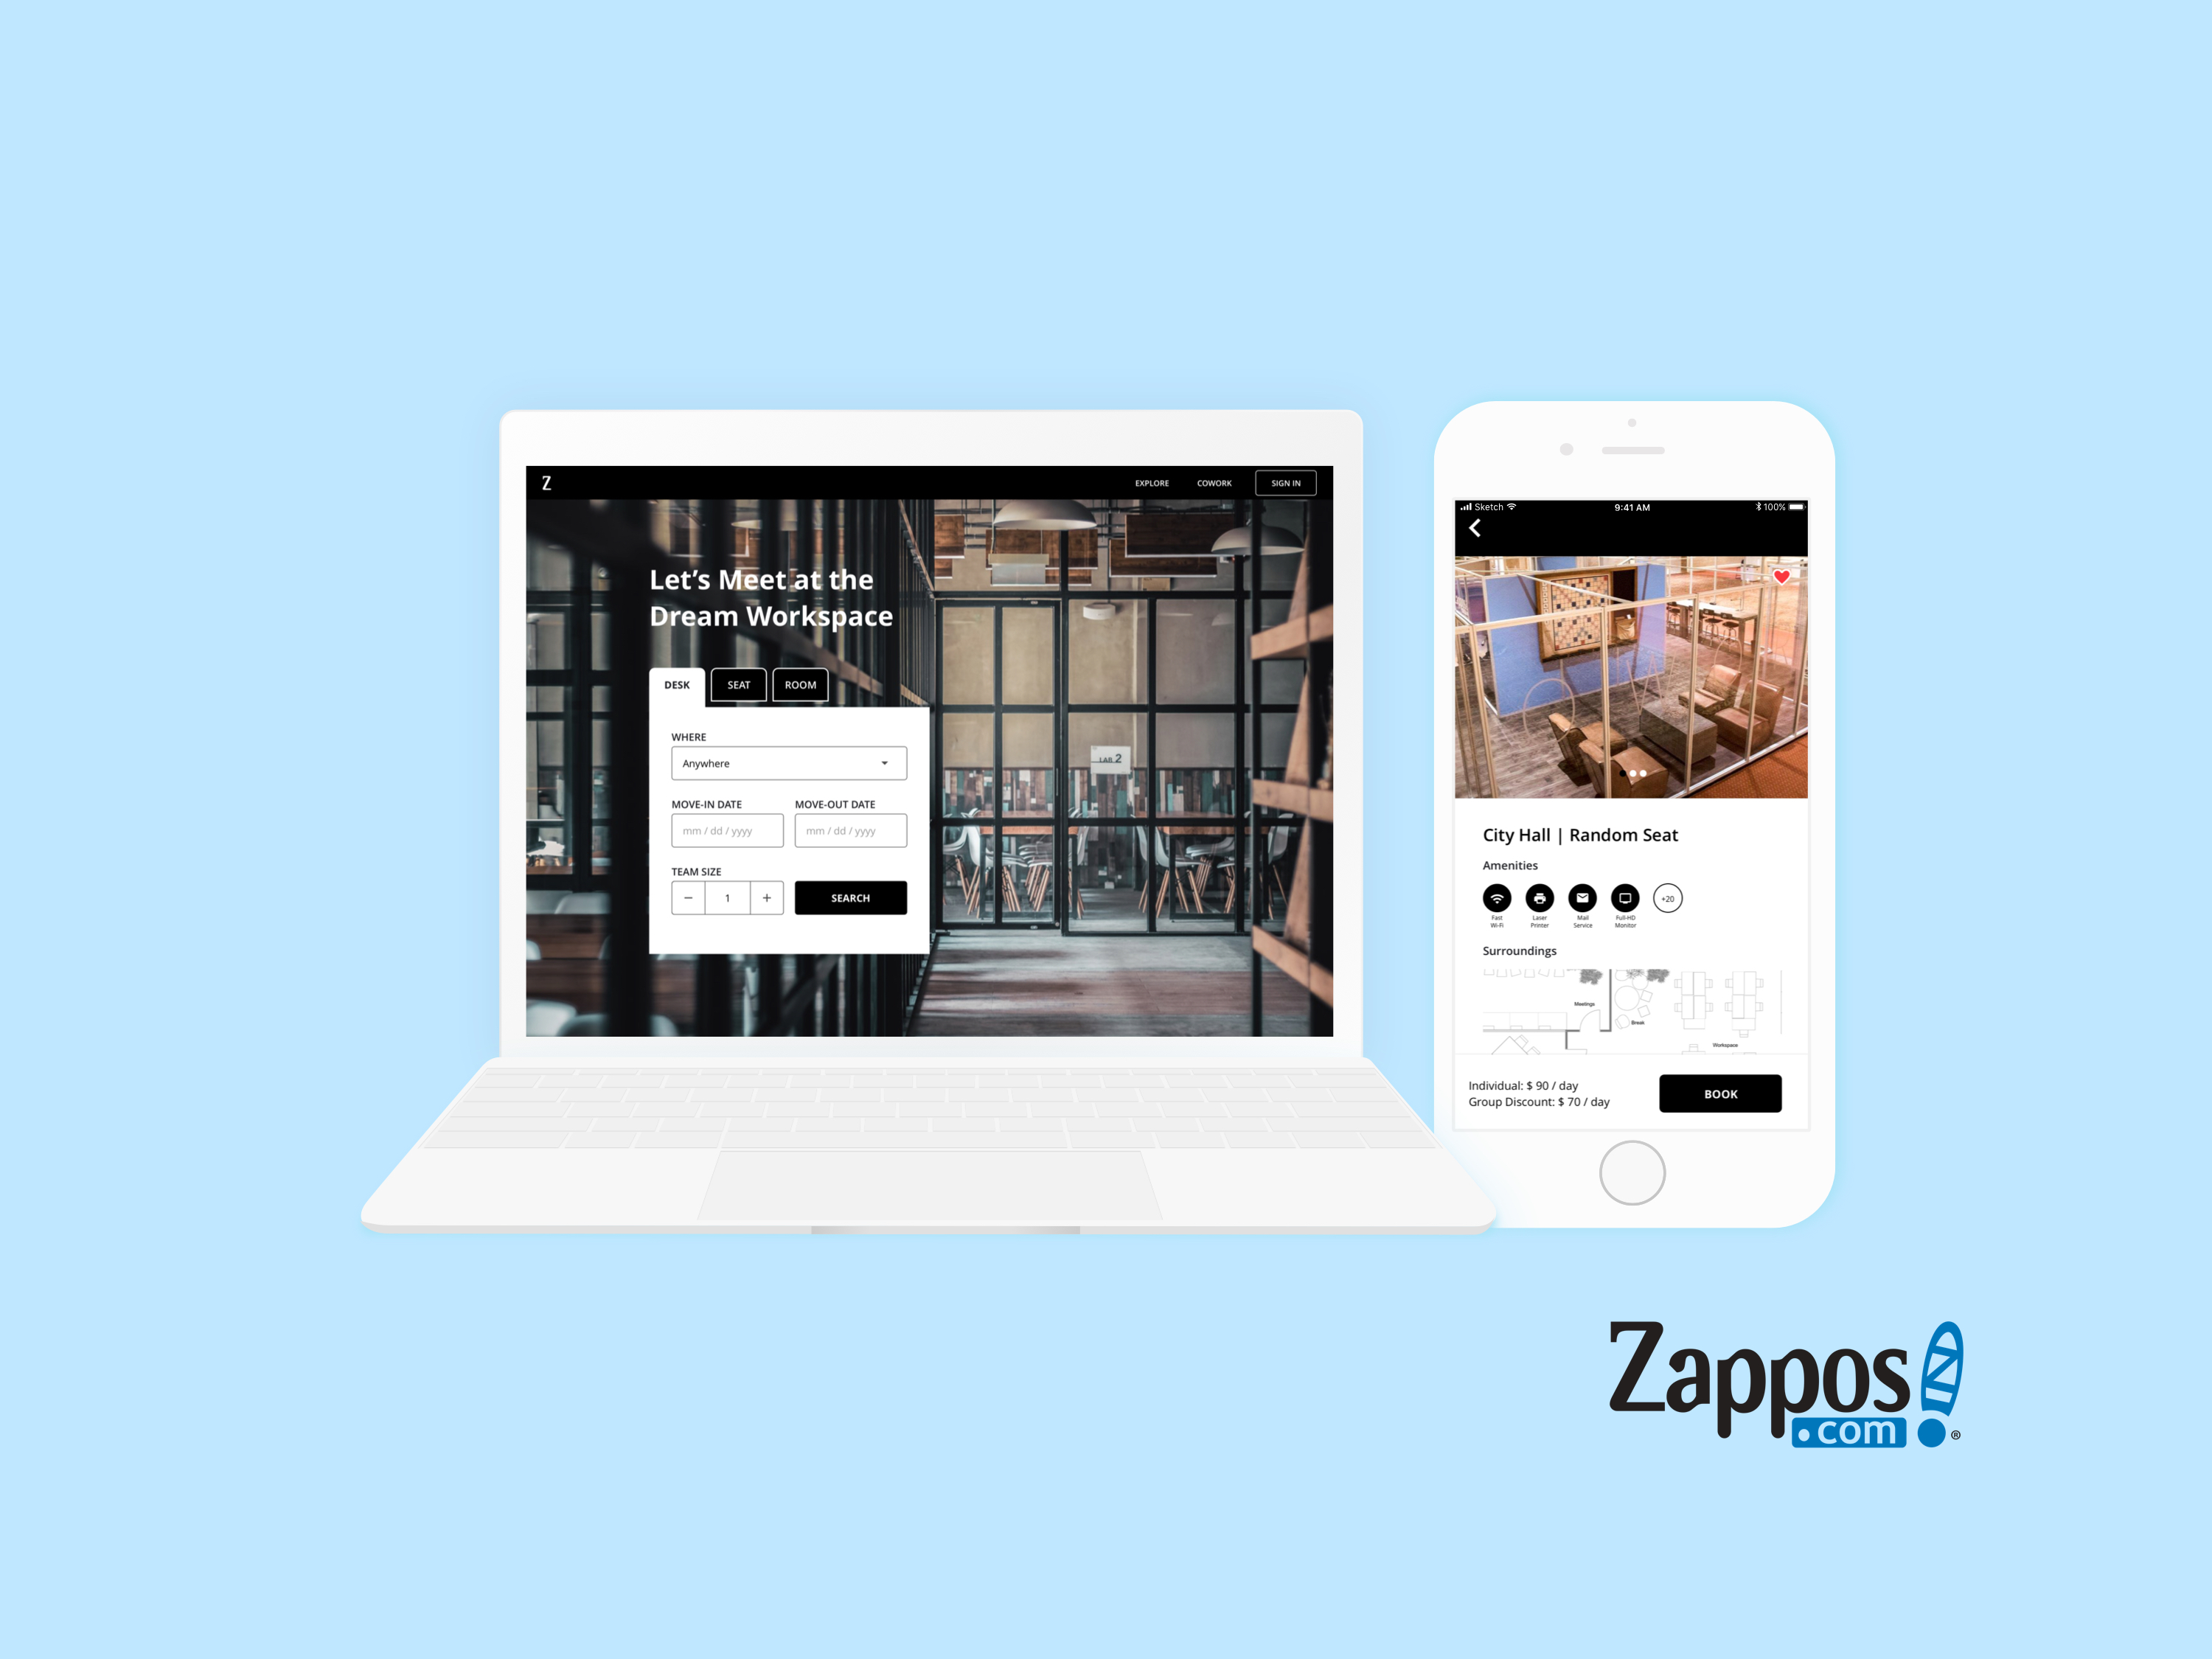 Z
EXPLORE COWORK SIGN IN
Let's Meet at the
Dream Workspace
DESK SEAT ROOM
WHERE
Anywhere
MOVE-IN DATE MOVE-OUT DATE
mm / dd / yyyy mm / dd / yyyy
TEAM SIZE
− 1 + SEARCH
LAB 2
Sketch 9:41 AM 100%
City Hall | Random Seat
Amenities
+20
Fast Laser Mail Full-HD
Wi-Fi Printer Service Monitor
Surroundings
Meetings
Break
Workspace
Individual: $ 90 / day
Group Discount: $ 70 / day
BOOK
Zappos
.com ®